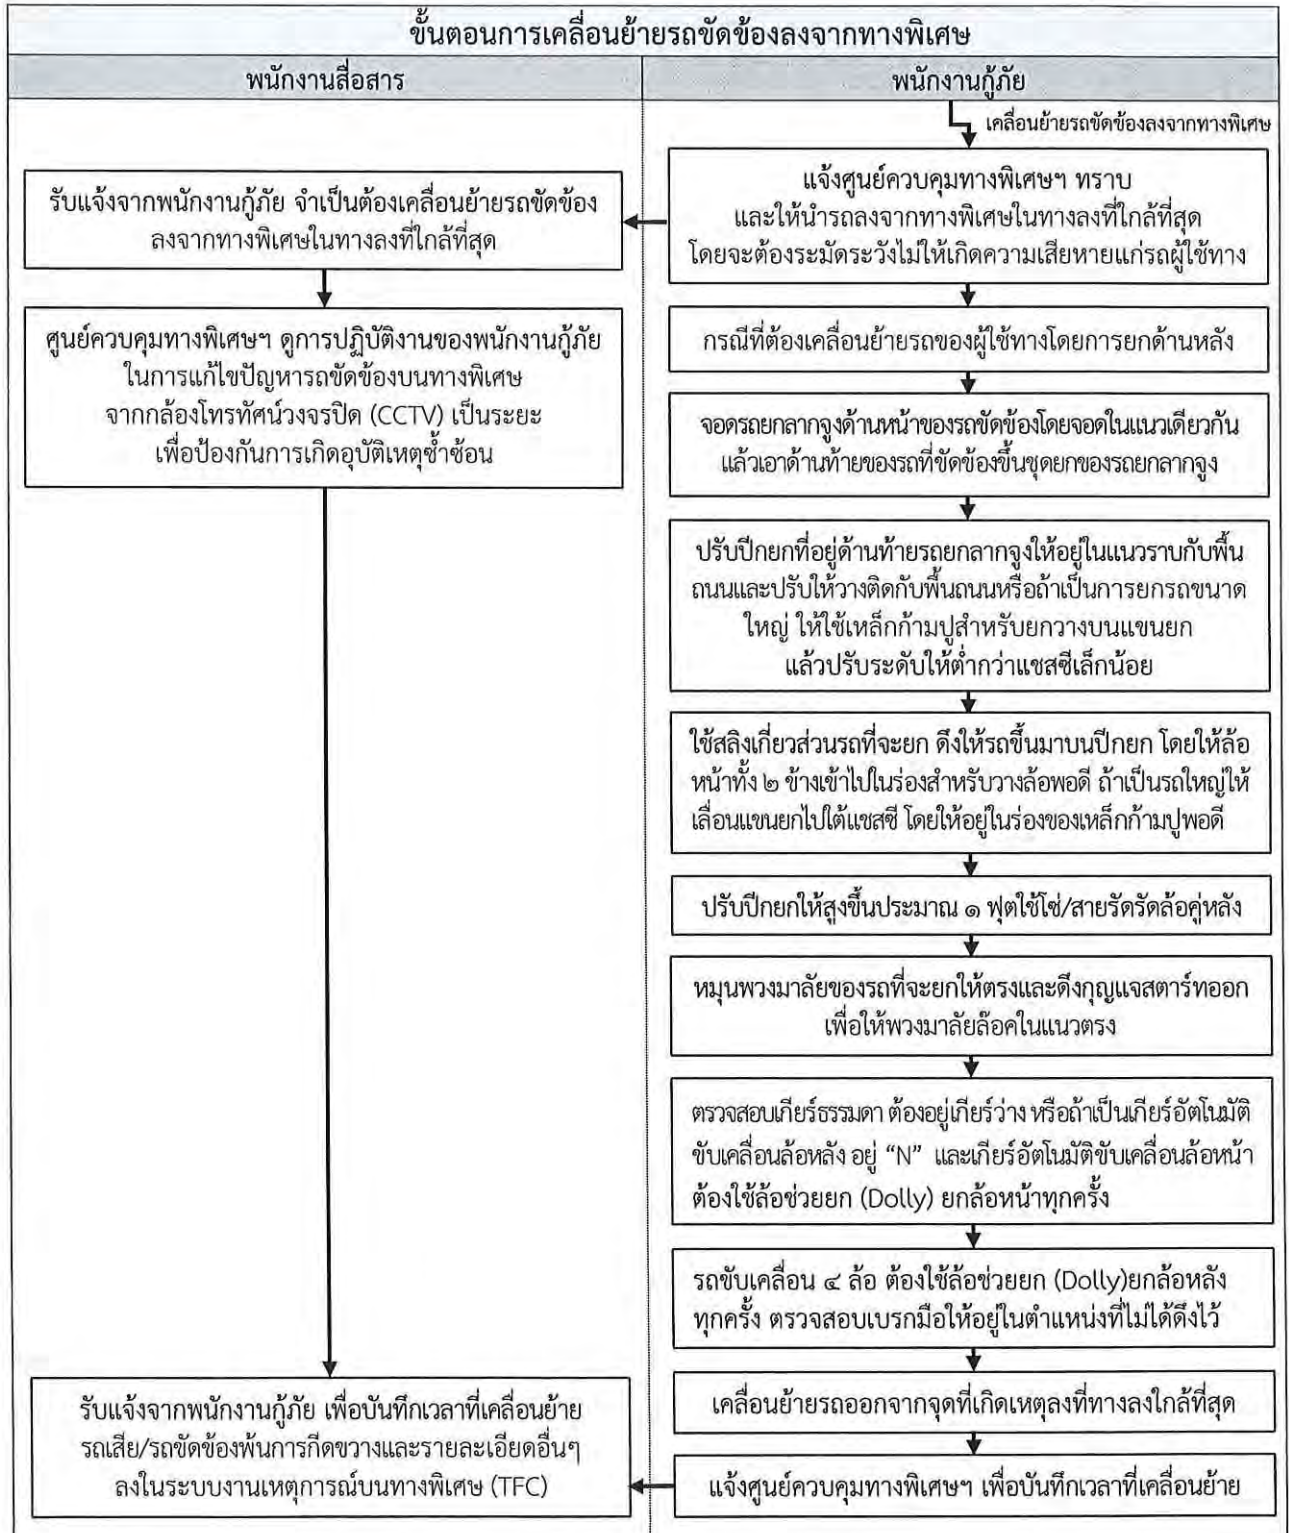 ขั้นตอนการเคลื่อนย้ายรถขัดข้องลงจากทางพิเศษ
พนักงานสื่อสาร
พนักงานกู้ภัย
เคลื่อนย้ายรถขัดข้องลงจากทางพิเศษ
แจ้งศูนย์ควบคุมทางพิเศษฯ ทราบ
และให้นำรถลงจากทางพิเศษในทางลงที่ใกล้ที่สุด
โดยจะต้องระมัดระวังไม่ให้เกิดความเสียหายแก่รถผู้ใช้ทาง
รับแจ้งจากพนักงานกู้ภัย จำเป็นต้องเคลื่อนย้ายรถขัดข้อง
ลงจากทางพิเศษในทางลงที่ใกล้ที่สุด
ศูนย์ควบคุมทางพิเศษฯ ดูการปฏิบัติงานของพนักงานกู้ภัย
ในการแก้ไขปัญหารถขัดข้องบนทางพิเศษ
จากกล้องโทรทัศน์วงจรปิด (CCTV) เป็นระยะ
เพื่อป้องกันการเกิดอุบัติเหตุซ้ำซ้อน
กรณีที่ต้องเคลื่อนย้ายรถของผู้ใช้ทางโดยการยกด้านหลัง
จอดรถยกลากจูงด้านหน้าของรถขัดข้องโดยจอดในแนวเดียวกัน
แล้วเอาด้านท้ายของรถที่ขัดข้องขึ้นชุดยกของรถยกลากจูง
ปรับปีกยกที่อยู่ด้านท้ายรถยกลากจูงให้อยู่ในแนวราบกับพื้น
ถนนและปรับให้วางติดกับพื้นถนนหรือถ้าเป็นการยกรถขนาด
ใหญ่ ให้ใช้เหล็กก้ามปูสำหรับยกวางบนแขนยก
แล้วปรับระดับให้ต่ำกว่าแชสซีเล็กน้อย
ใช้สลิงเกี่ยวส่วนรถที่จะยก ดึงให้รถขึ้นมาบนปีกยก โดยให้ล้อ
หน้าทั้ง ๒ ข้างเข้าไปในร่องสำหรับวางล้อพอดี ถ้าเป็นรถใหญ่ให้
เลื่อนแขนยกไปใต้แชสซี โดยให้อยู่ในร่องของเหล็กก้ามปูพอดี
ปรับปีกยกให้สูงขึ้นประมาณ ๑ ฟุตใช้โซ่/สายรัดรัดล้อคู่หลัง
หมุนพวงมาลัยของรถที่จะยกให้ตรงและดึงกุญแจสตาร์ทออก
เพื่อให้พวงมาลัยล๊อคในแนวตรง
ตรวจสอบเกียร์ธรรมดา ต้องอยู่เกียร์ว่าง หรือถ้าเป็นเกียร์อัตโนมัติ
ขับเคลื่อนล้อหลัง อยู่ “N” และเกียร์อัตโนมัติขับเคลื่อนล้อหน้า
ต้องใช้ล้อช่วยยก (Dolly) ยกล้อหน้าทุกครั้ง
รถขับเคลื่อน ๔ ล้อ ต้องใช้ล้อช่วยยก (Dolly)ยกล้อหลัง
ทุกครั้ง ตรวจสอบเบรกมือให้อยู่ในตำแหน่งที่ไม่ได้ดึงไว้
เคลื่อนย้ายรถออกจากจุดที่เกิดเหตุลงที่ทางลงใกล้ที่สุด
แจ้งศูนย์ควบคุมทางพิเศษฯ เพื่อบันทึกเวลาที่เคลื่อนย้าย
รับแจ้งจากพนักงานกู้ภัย เพื่อบันทึกเวลาที่เคลื่อนย้าย
รถเสีย/รถขัดข้องพ้นการกีดขวางและรายละเอียดอื่นๆ
ลงในระบบงานเหตุการณ์บนทางพิเศษ (TFC)